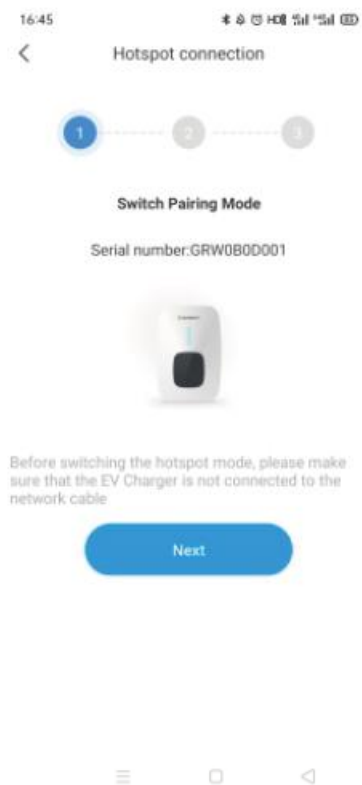 16:45
Hotspot connection
1
2
3
Switch Pairing Mode
Serial number:GRW0B0D001
Before switching the hotspot mode, please make
sure that the EV Charger is not connected to the
network cable
Next